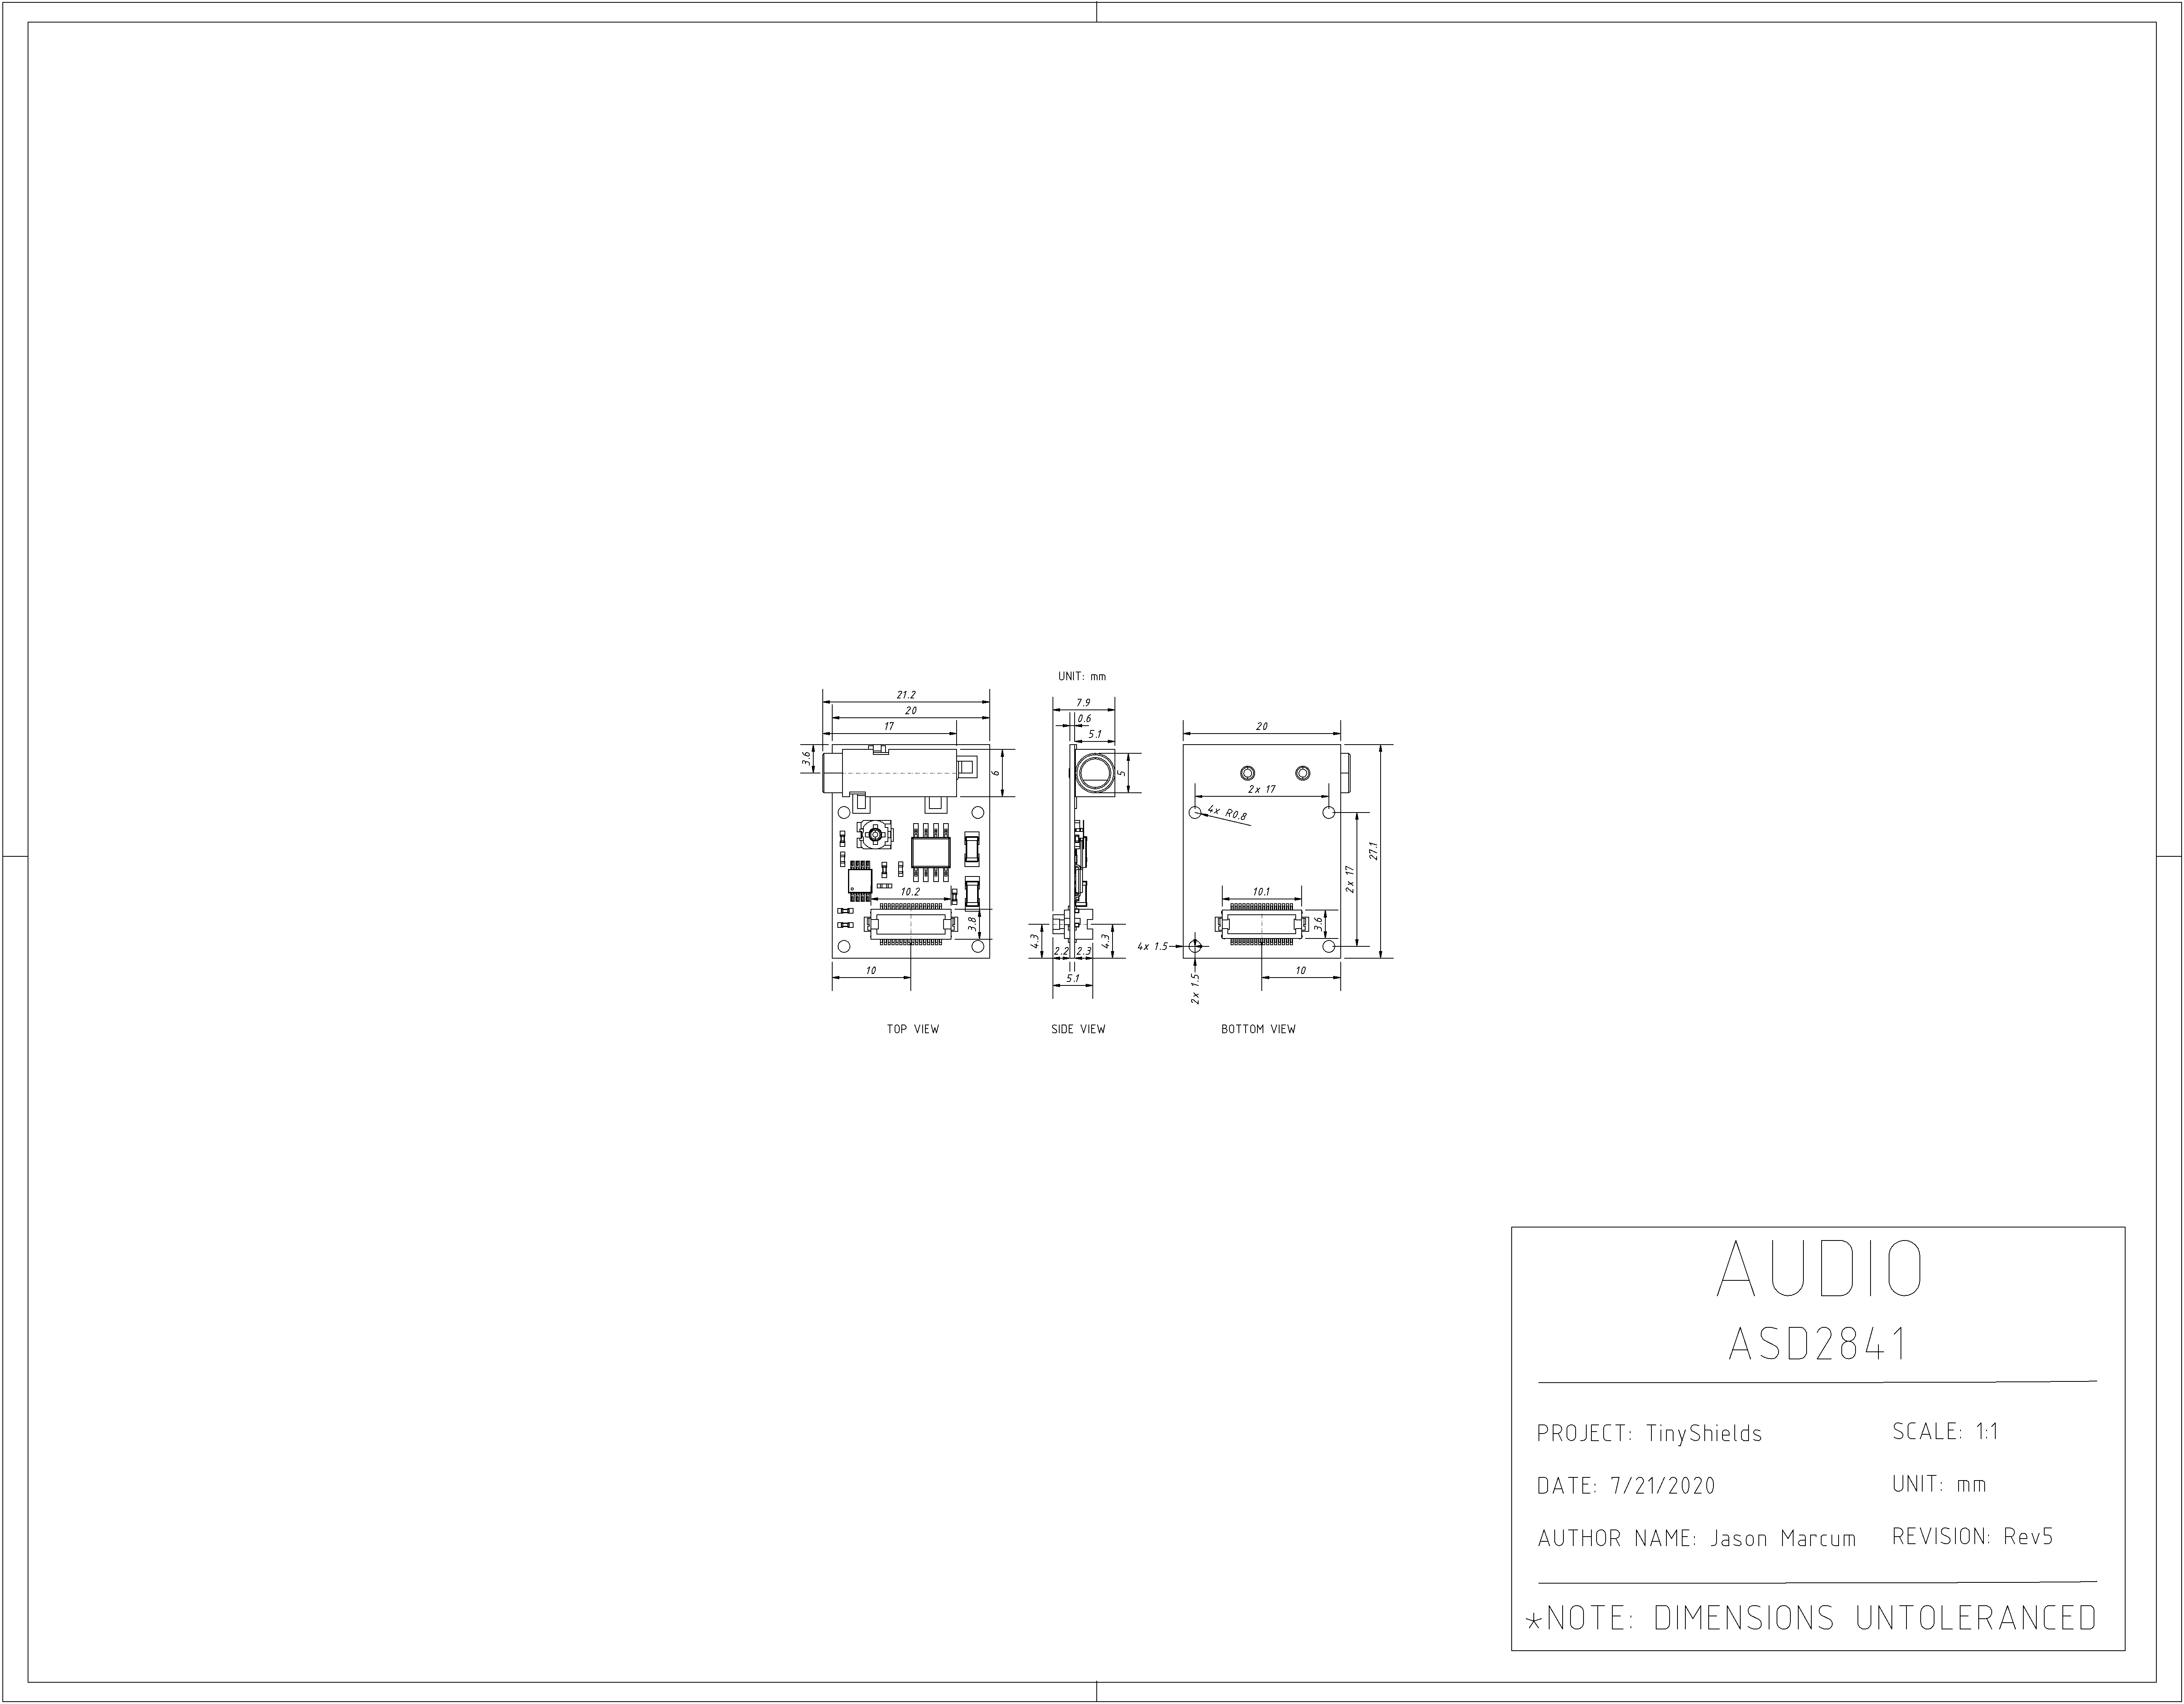 UNIT: mm
21.2
20
17
3.6
6
10.2
3.8
10
TOP VIEW
7.9
0.6
5.1
5
4.3
4.3
2.2
2.3
5.1
SIDE VIEW
20
2x 17
4x R0.8
27.1
2x 17
10.1
3.6
4x 1.5
2x 1.5
10
BOTTOM VIEW
AUDIO
ASD2841
PROJECT: TinyShields
SCALE: 1:1
DATE: 7/21/2020
UNIT: mm
AUTHOR NAME: Jason Marcum
REVISION: Rev5
*NOTE: DIMENSIONS UNTOLERANCED